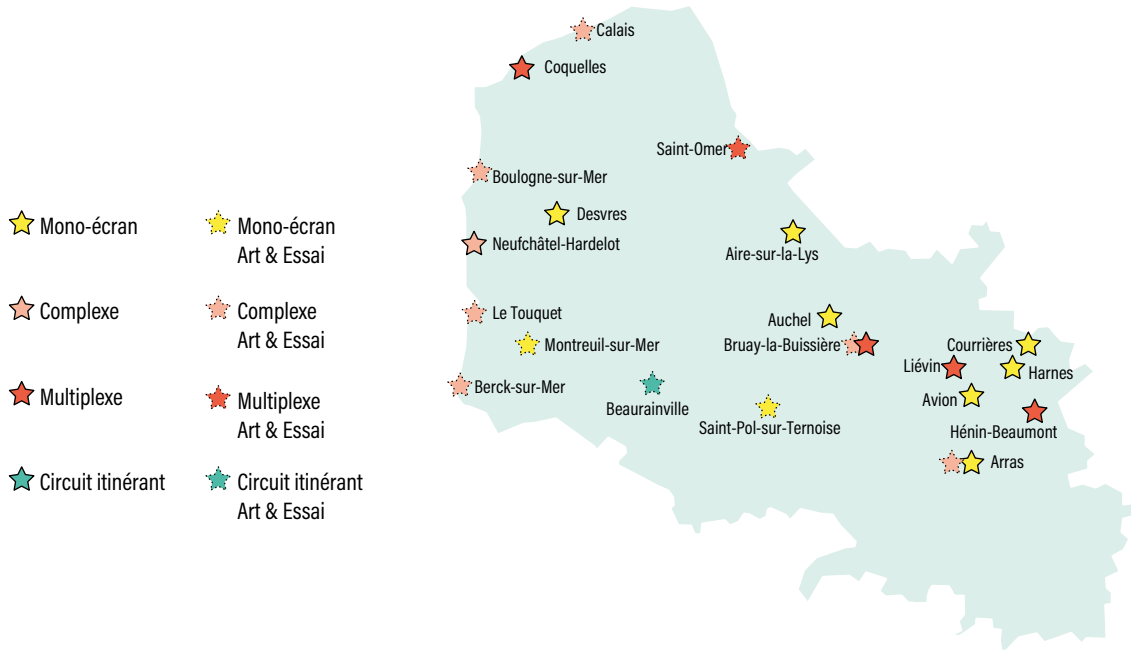 Mono-écran
Complexe
Multiplexe
Circuit itinérant
Mono-écran
Art & Essai
Complexe
Art & Essai
Multiplexe
Art & Essai
Circuit itinérant
Art & Essai
Calais
Coquelles
Saint-Omer
Boulogne-sur-Mer
Desvres
Neufchâtel-Hardelot
Aire-sur-la-Lys
Le Touquet
Auchel
Montreuil-sur-Mer
Bruay-la-Buissière
Courrières
Liévin
Harnes
Berck-sur-Mer
Beaurainville
Avion
Saint-Pol-sur-Ternoise
Hénin-Beaumont
Arras